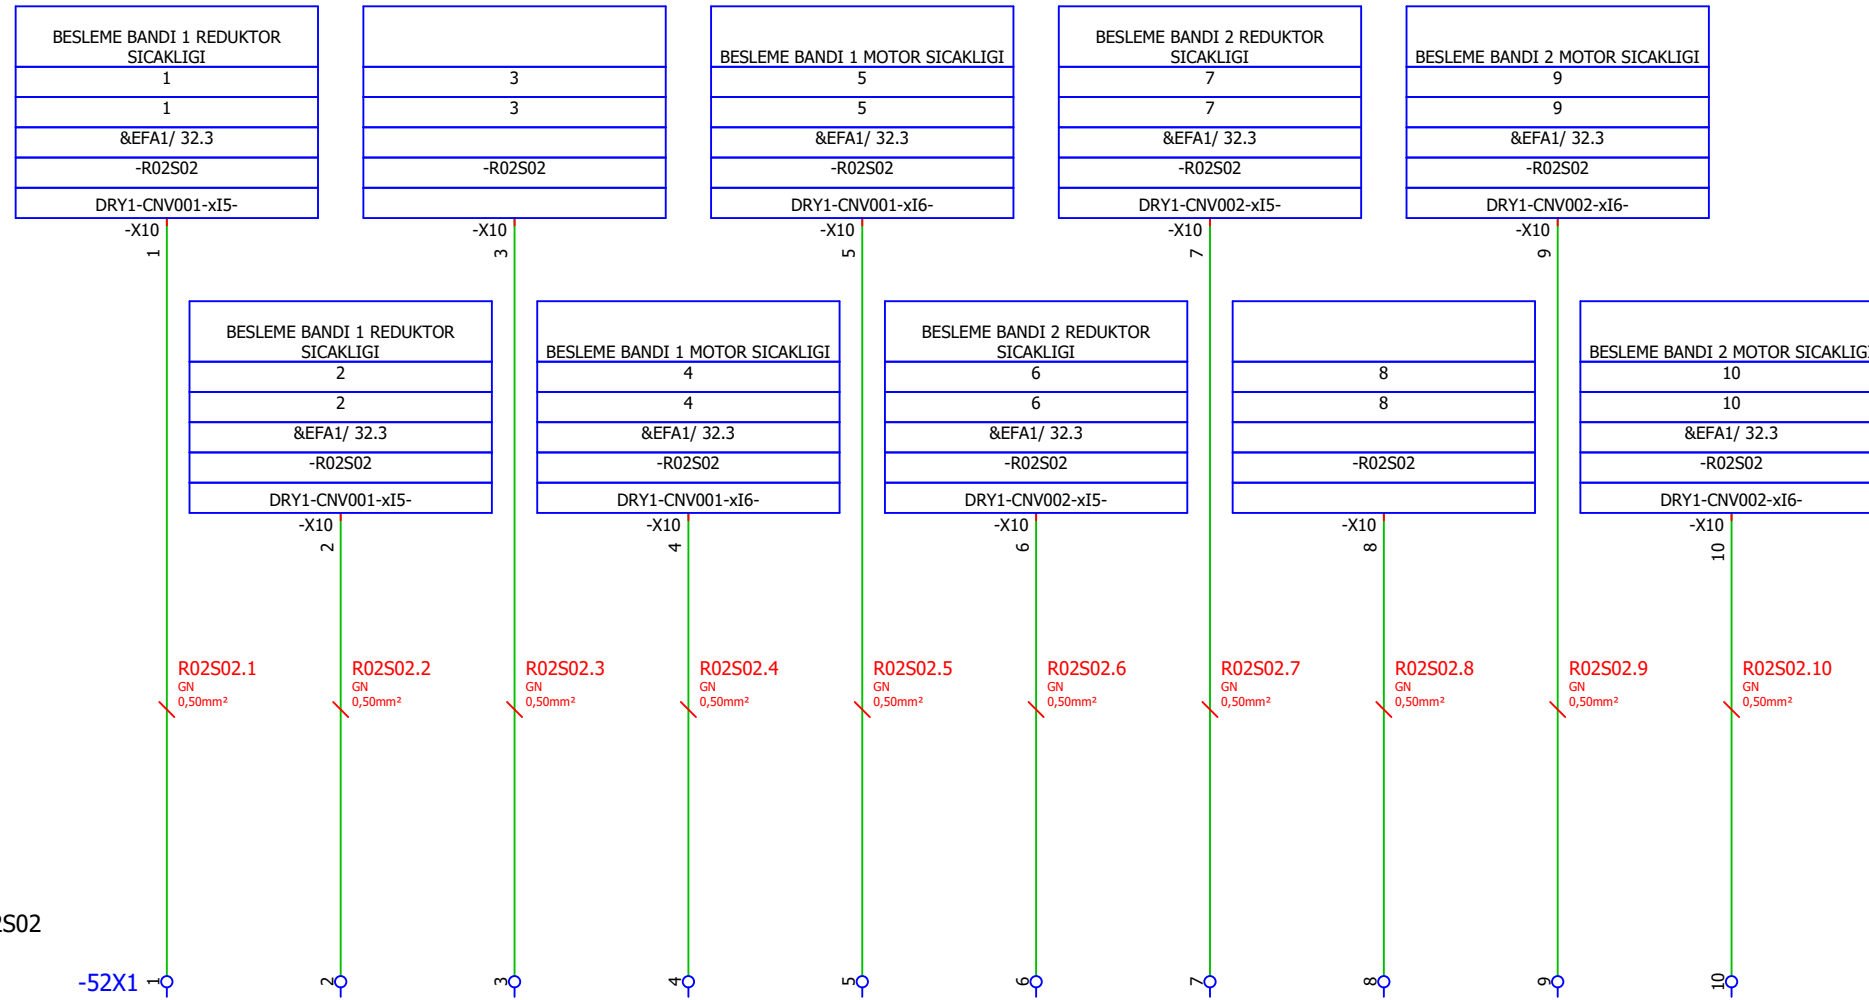 BESLEME BANDI 1 REDUKTOR
SICAKLIGI
1
1
&EFA1/ 32.3
-R02S02
DRY1-CNV001-xI5-
-X10
1
3
3
-R02S02
-X10
3
BESLEME BANDI 1 MOTOR SICAKLIGI
5
5
&EFA1/ 32.3
-R02S02
DRY1-CNV001-xI6-
-X10
5
BESLEME BANDI 2 REDUKTOR
SICAKLIGI
7
7
&EFA1/ 32.3
-R02S02
DRY1-CNV002-xI5-
-X10
7
BESLEME BANDI 2 MOTOR SICAKLIGI
9
9
&EFA1/ 32.3
-R02S02
DRY1-CNV002-xI6-
-X10
9
BESLEME BANDI 1 REDUKTOR
SICAKLIGI
2
2
&EFA1/ 32.3
-R02S02
DRY1-CNV001-xI5-
-X10
2
BESLEME BANDI 1 MOTOR SICAKLIGI
4
4
&EFA1/ 32.3
-R02S02
DRY1-CNV001-xI6-
-X10
4
BESLEME BANDI 2 REDUKTOR
SICAKLIGI
6
6
&EFA1/ 32.3
-R02S02
DRY1-CNV002-xI5-
-X10
6
8
8
-R02S02
-X10
8
BESLEME BANDI 2 MOTOR SICAKLIGI
10
10
&EFA1/ 32.3
-R02S02
DRY1-CNV002-xI6-
-X10
10
R02S02.1
GN
0,50mm²
R02S02.2
GN
0,50mm²
R02S02.3
GN
0,50mm²
R02S02.4
GN
0,50mm²
R02S02.5
GN
0,50mm²
R02S02.6
GN
0,50mm²
R02S02.7
GN
0,50mm²
R02S02.8
GN
0,50mm²
R02S02.9
GN
0,50mm²
R02S02.10
GN
0,50mm²
2S02
-52X1 1 2 3 4 5 6 7 8 9 10